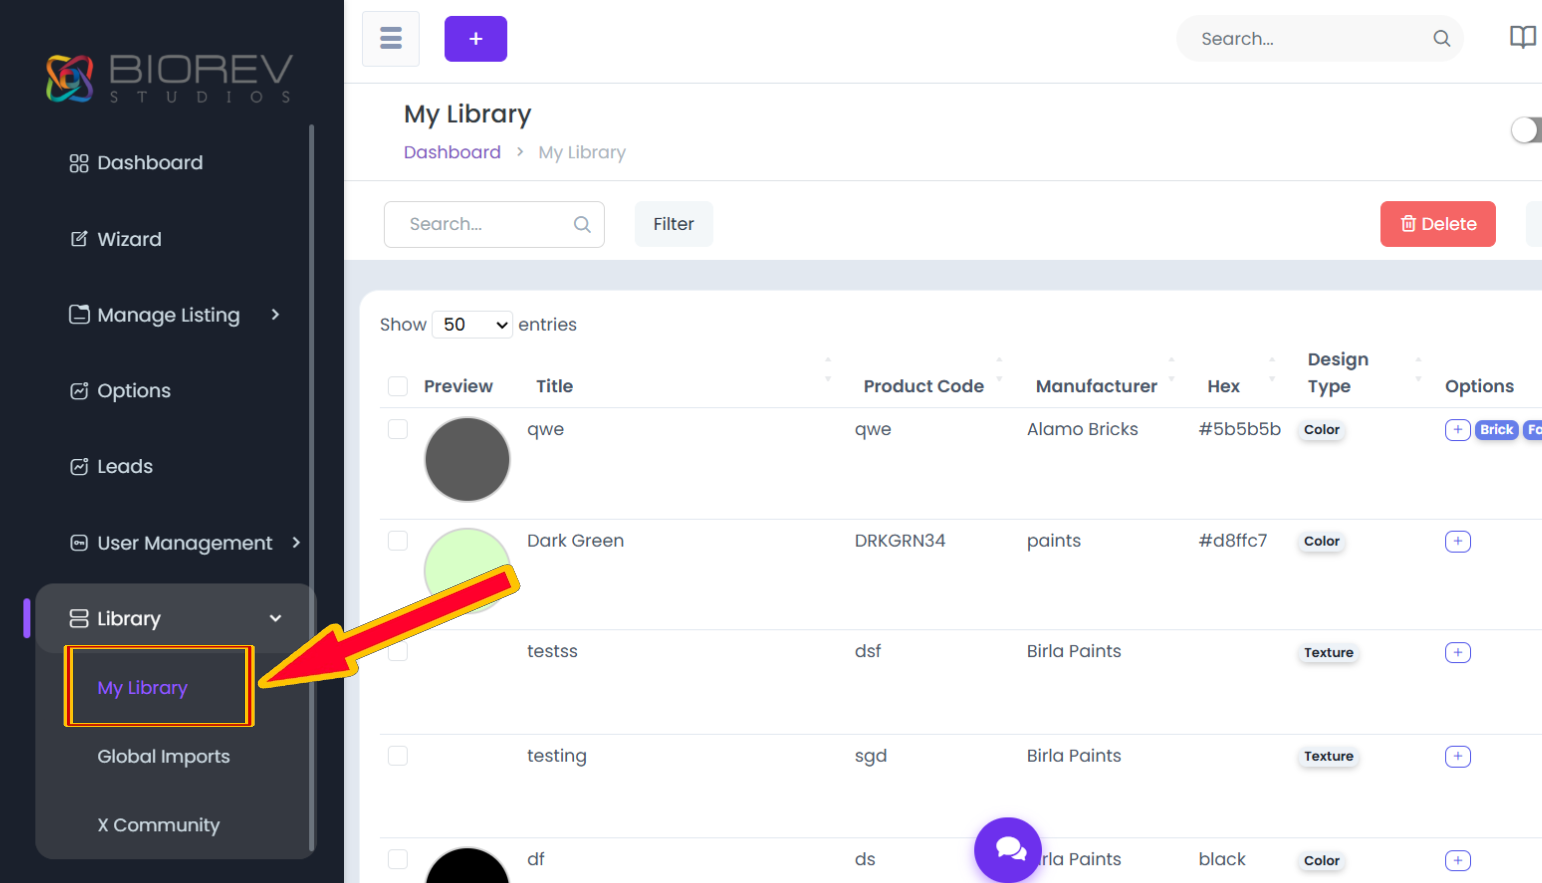 BIOREV
STUDIOS
Dashboard
Wizard
Manage Listing
Options
Leads
User Management
Library
My Library
Global Imports
X Community
+
Search...
My Library
Dashboard > My Library
Search...
Filter
Delete
Show 50 entries
Preview Title Product Code Manufacturer Hex Design Type Options
qwe qwe Alamo Bricks #5b5b5b Color + Brick
Dark Green DRKGRN34 paints #d8ffc7 Color +
testss dsf Birla Paints Texture +
testing sgd Birla Paints Texture +
df ds rla Paints black Color +